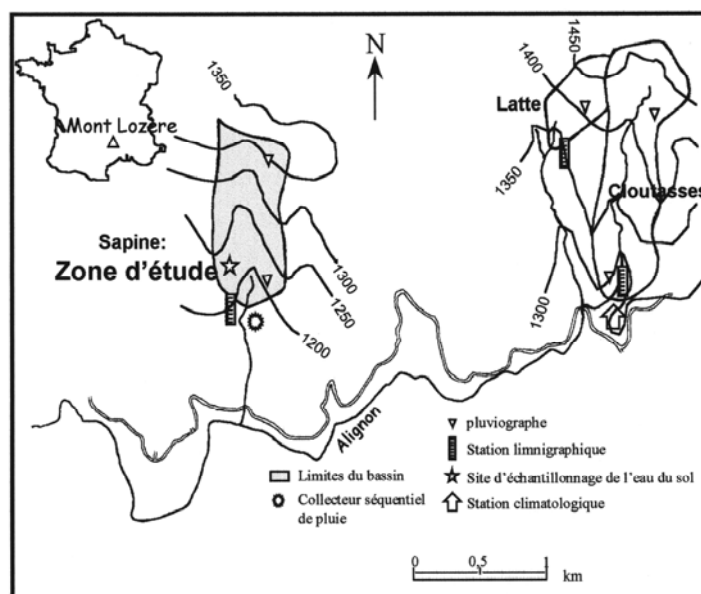 Mont Lozère
N
1350
1450
1400
Latte
1350
Cloutasses
Sapine:
Zone d'étude
1300
1250
1200
1300
Alignon
pluviographe
Station limnigraphique
Limites du bassin
Site d'échantillonnage de l'eau du sol
Collecteur séquentiel
de pluie
Station climatologique
0 0,5 1
km